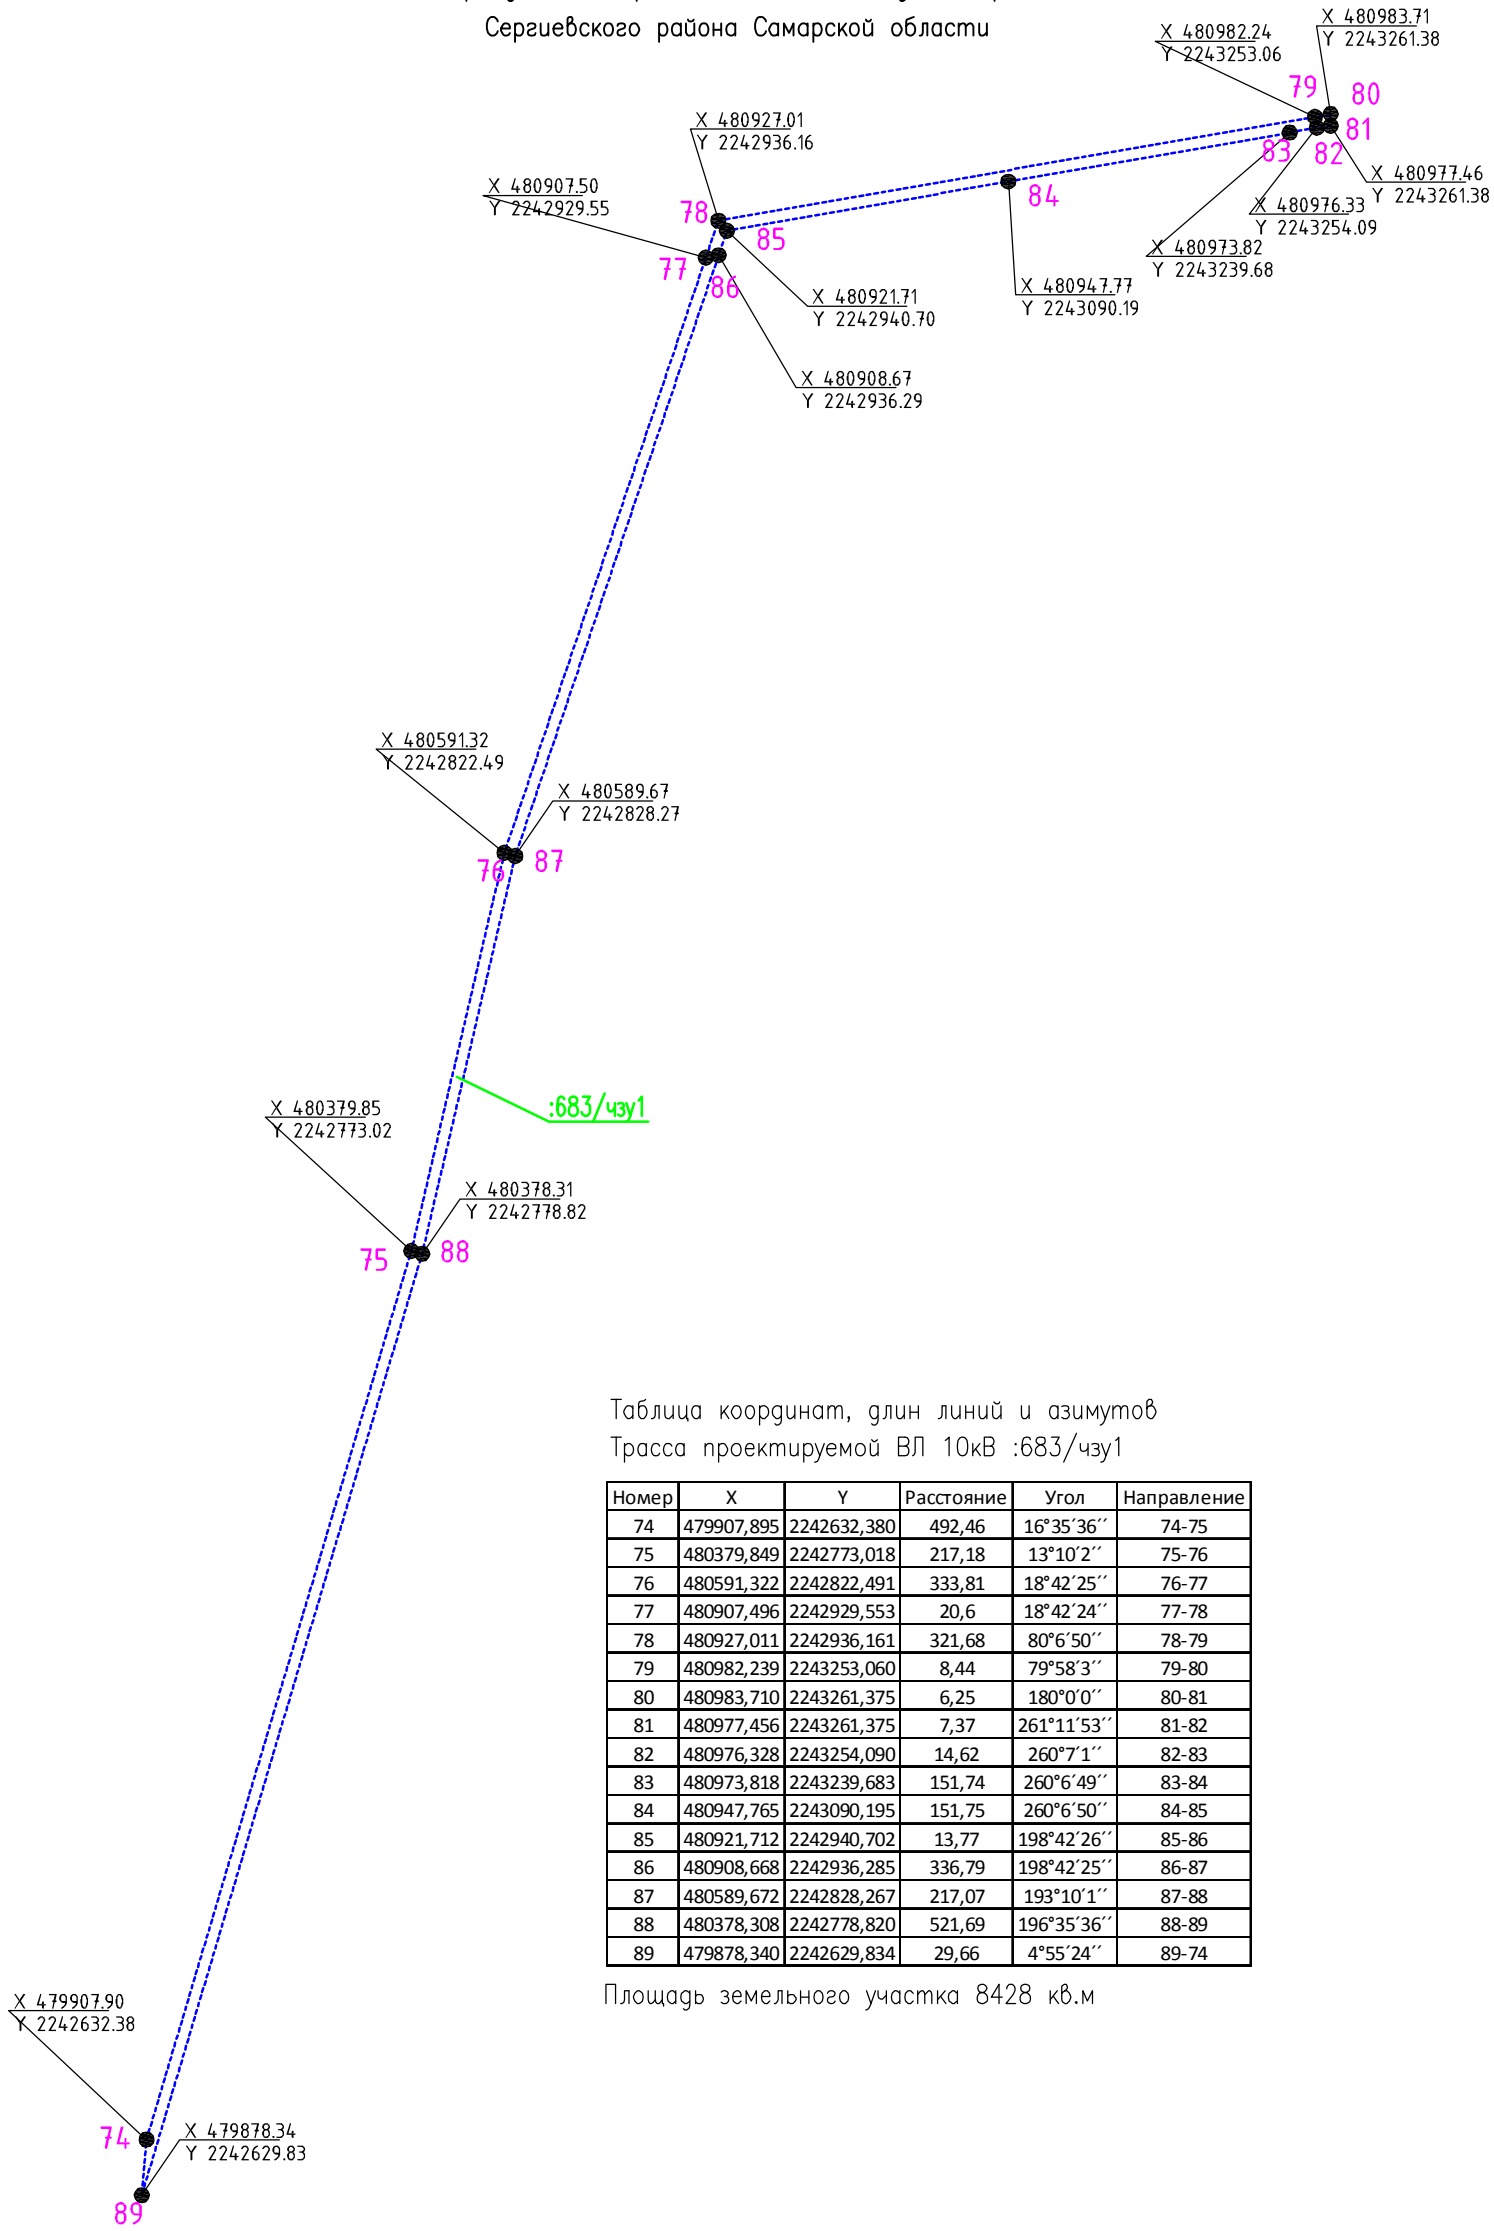 Сергиевского района Самарской области
X 480983.71
Y 2243261.38
X 480982.24
Y 2243253.06
79
80
81
82
83
X 480927.01
Y 2242936.16
X 480977.46
Y 2243261.38
X 480907.50
Y 2242929.55
78
84
85
X 480976.33
Y 2243254.09
X 480973.82
Y 2243239.68
77
86
X 480947.77
Y 2243090.19
X 480921.71
Y 2242940.70
X 480908.67
Y 2242936.29
X 480591.32
Y 2242822.49
X 480589.67
Y 2242828.27
76
87
:683/чзу1
X 480379.85
Y 2242773.02
X 480378.31
Y 2242778.82
75
88
Таблица координат, длин линий и азимутов
Трасса проектируемой ВЛ 10кВ :683/чзу1
Номер X Y Расстояние Угол Направление
74 479907,895 2242632,380 492,46 16°35´36´´ 74-75
75 480379,849 2242773,018 217,18 13°10´2´´ 75-76
76 480591,322 2242822,491 333,81 18°42´25´´ 76-77
77 480907,496 2242929,553 20,6 18°42´24´´ 77-78
78 480927,011 2242936,161 321,68 80°6´50´´ 78-79
79 480982,239 2243253,060 8,44 79°58´3´´ 79-80
80 480983,710 2243261,375 6,25 180°0´0´´ 80-81
81 480977,456 2243261,375 7,37 261°11´53´´ 81-82
82 480976,328 2243254,090 14,62 260°7´1´´ 82-83
83 480973,818 2243239,683 151,74 260°6´49´´ 83-84
84 480947,765 2243090,195 151,75 260°6´50´´ 84-85
85 480921,712 2242940,702 13,77 198°42´26´´ 85-86
86 480908,668 2242936,285 336,79 198°42´25´´ 86-87
87 480589,672 2242828,267 217,07 193°10´1´´ 87-88
88 480378,308 2242778,820 521,69 196°35´36´´ 88-89
89 479878,340 2242629,834 29,66 4°55´24´´ 89-74
Площадь земельного участка 8428 кв.м
X 479907.90
Y 2242632.38
74
X 479878.34
Y 2242629.83
89